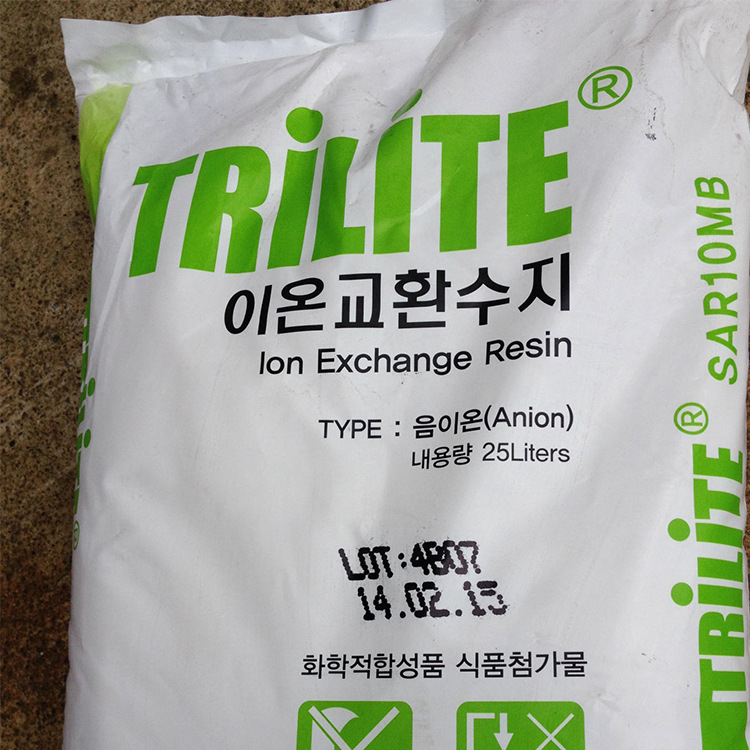 TRiLiTE®
이온교환수지
Ion Exchange Resin
TYPE : 음이온(Anion)
내용량 25Liters
LOT:4B07
14.02.15
화학적합성품 식품첨가물
TRiLiTE® SAR10MB